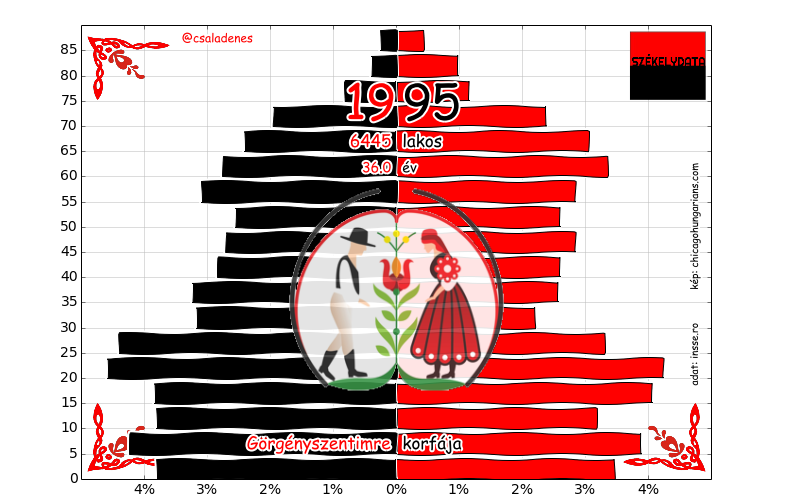 @csaladenes
SZÉKELYDATA
1995
6445 lakos
36.0 év
kép: chicagohungarians.com
adat: insse.ro
Görgényszentimre korfája
85
80
75
70
65
60
55
50
45
40
35
30
25
20
15
10
5
0
4% 3% 2% 1% 0% 1% 2% 3% 4%